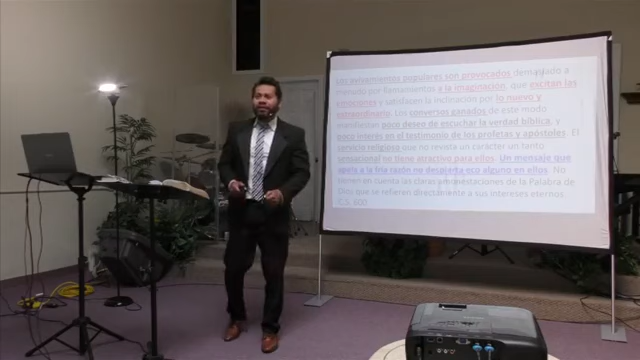 Los avivamientos populares son provocados demasiado a
menudo por llamamientos a la imaginación, que excitan las
emociones y satisfacen la inclinación por lo nuevo y
extraordinario. Los conversos ganados de este modo
manifiestan poco deseo de escuchar la verdad bíblica, y
poco interés en el testimonio de los profetas y apóstoles. El
servicio religioso que no revista un carácter un tanto
sensacional no tiene atractivo para ellos. Un mensaje que
apela a la fría razón no despierta eco alguno en ellos. No
tienen en cuenta las claras amonestaciones de la Palabra de
Dios que se refieren directamente a sus intereses eternos.
C.S. 600